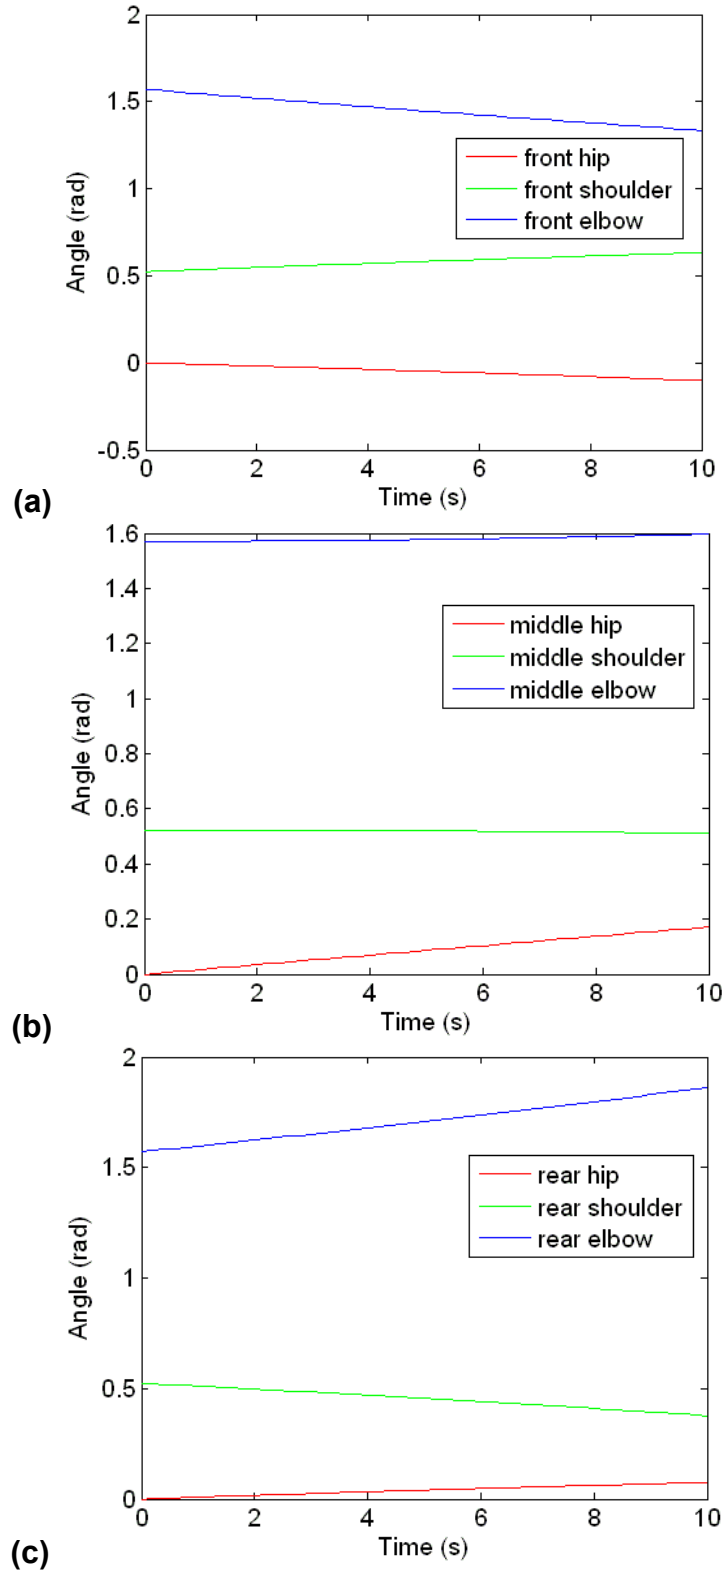 2
1.5
1
0.5
0
-0.5
Angle (rad)
front hip
front shoulder
front elbow
0 2 4 6 8 10
Time (s)
(a)
1.6
1.4
1.2
1
0.8
0.6
0.4
0.2
0
Angle (rad)
middle hip
middle shoulder
middle elbow
0 2 4 6 8 10
Time (s)
(b)
2
1.5
1
0.5
0
Angle (rad)
rear hip
rear shoulder
rear elbow
0 2 4 6 8 10
Time (s)
(c)